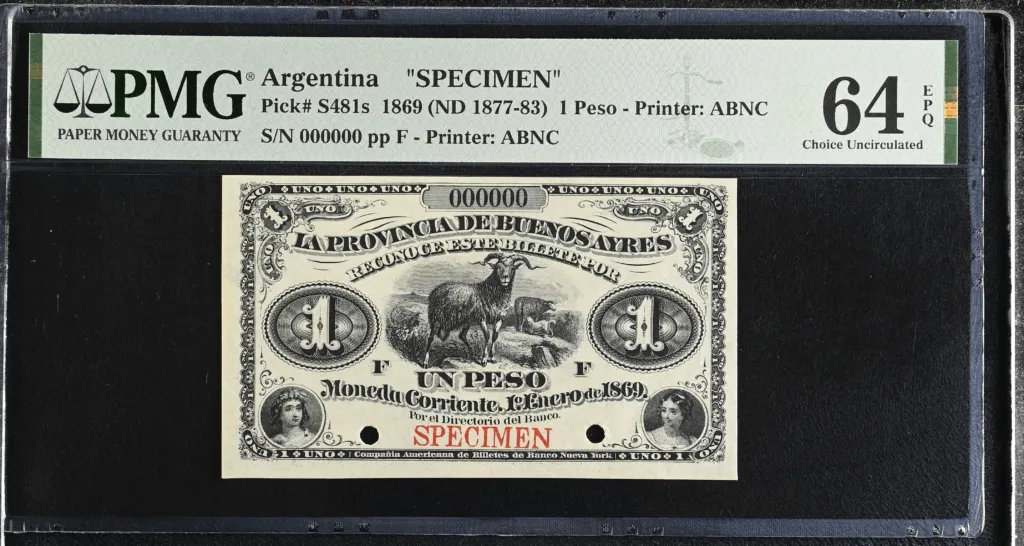 PMG®
PAPER MONEY GUARANTY
Argentina "SPECIMEN"
Pick# S481s 1869 (ND 1877-83) 1 Peso - Printer: ABNC
S/N 000000 pp F - Printer: ABNC
64
EPQ
Choice Uncirculated
UNO UNO UNO UNO
000000
UNO UNO UNO UNO
1 UNO
UNO 1
LA PROVINCIA DE BUENOS AYRES
RECONOCE ESTE BILLETE POR
1
1
F
F
UN PESO
Moneda Corriente. 1º Enero de 1869.
Por el Directorio del Banco.
SPECIMEN
UNO 1 UNO
Compañia Americana de Billetes de Banco Nueva York
UNO 1 UNO